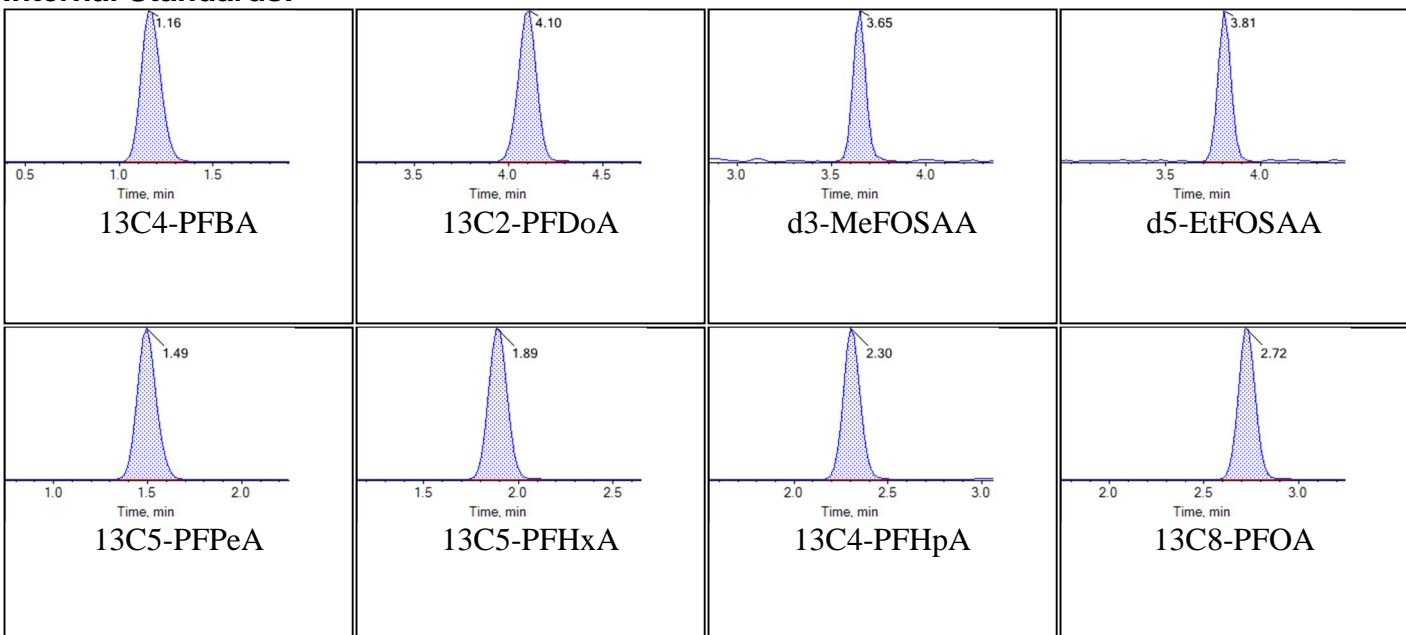 Internal Standards:
1.16
0.5 1.0 1.5
Time, min
13C4-PFBA
4.10
3.5 4.0 4.5
Time, min
13C2-PFDoA
3.65
3.0 3.5 4.0
Time, min
d3-MeFOSAA
3.81
3.5 4.0
Time, min
d5-EtFOSAA
1.49
1.0 1.5 2.0
Time, min
13C5-PFPeA
1.89
1.5 2.0 2.5
Time, min
13C5-PFHxA
2.30
2.0 2.5 3.0
Time, min
13C4-PFHpA
2.72
2.0 2.5 3.0
Time, min
13C8-PFOA